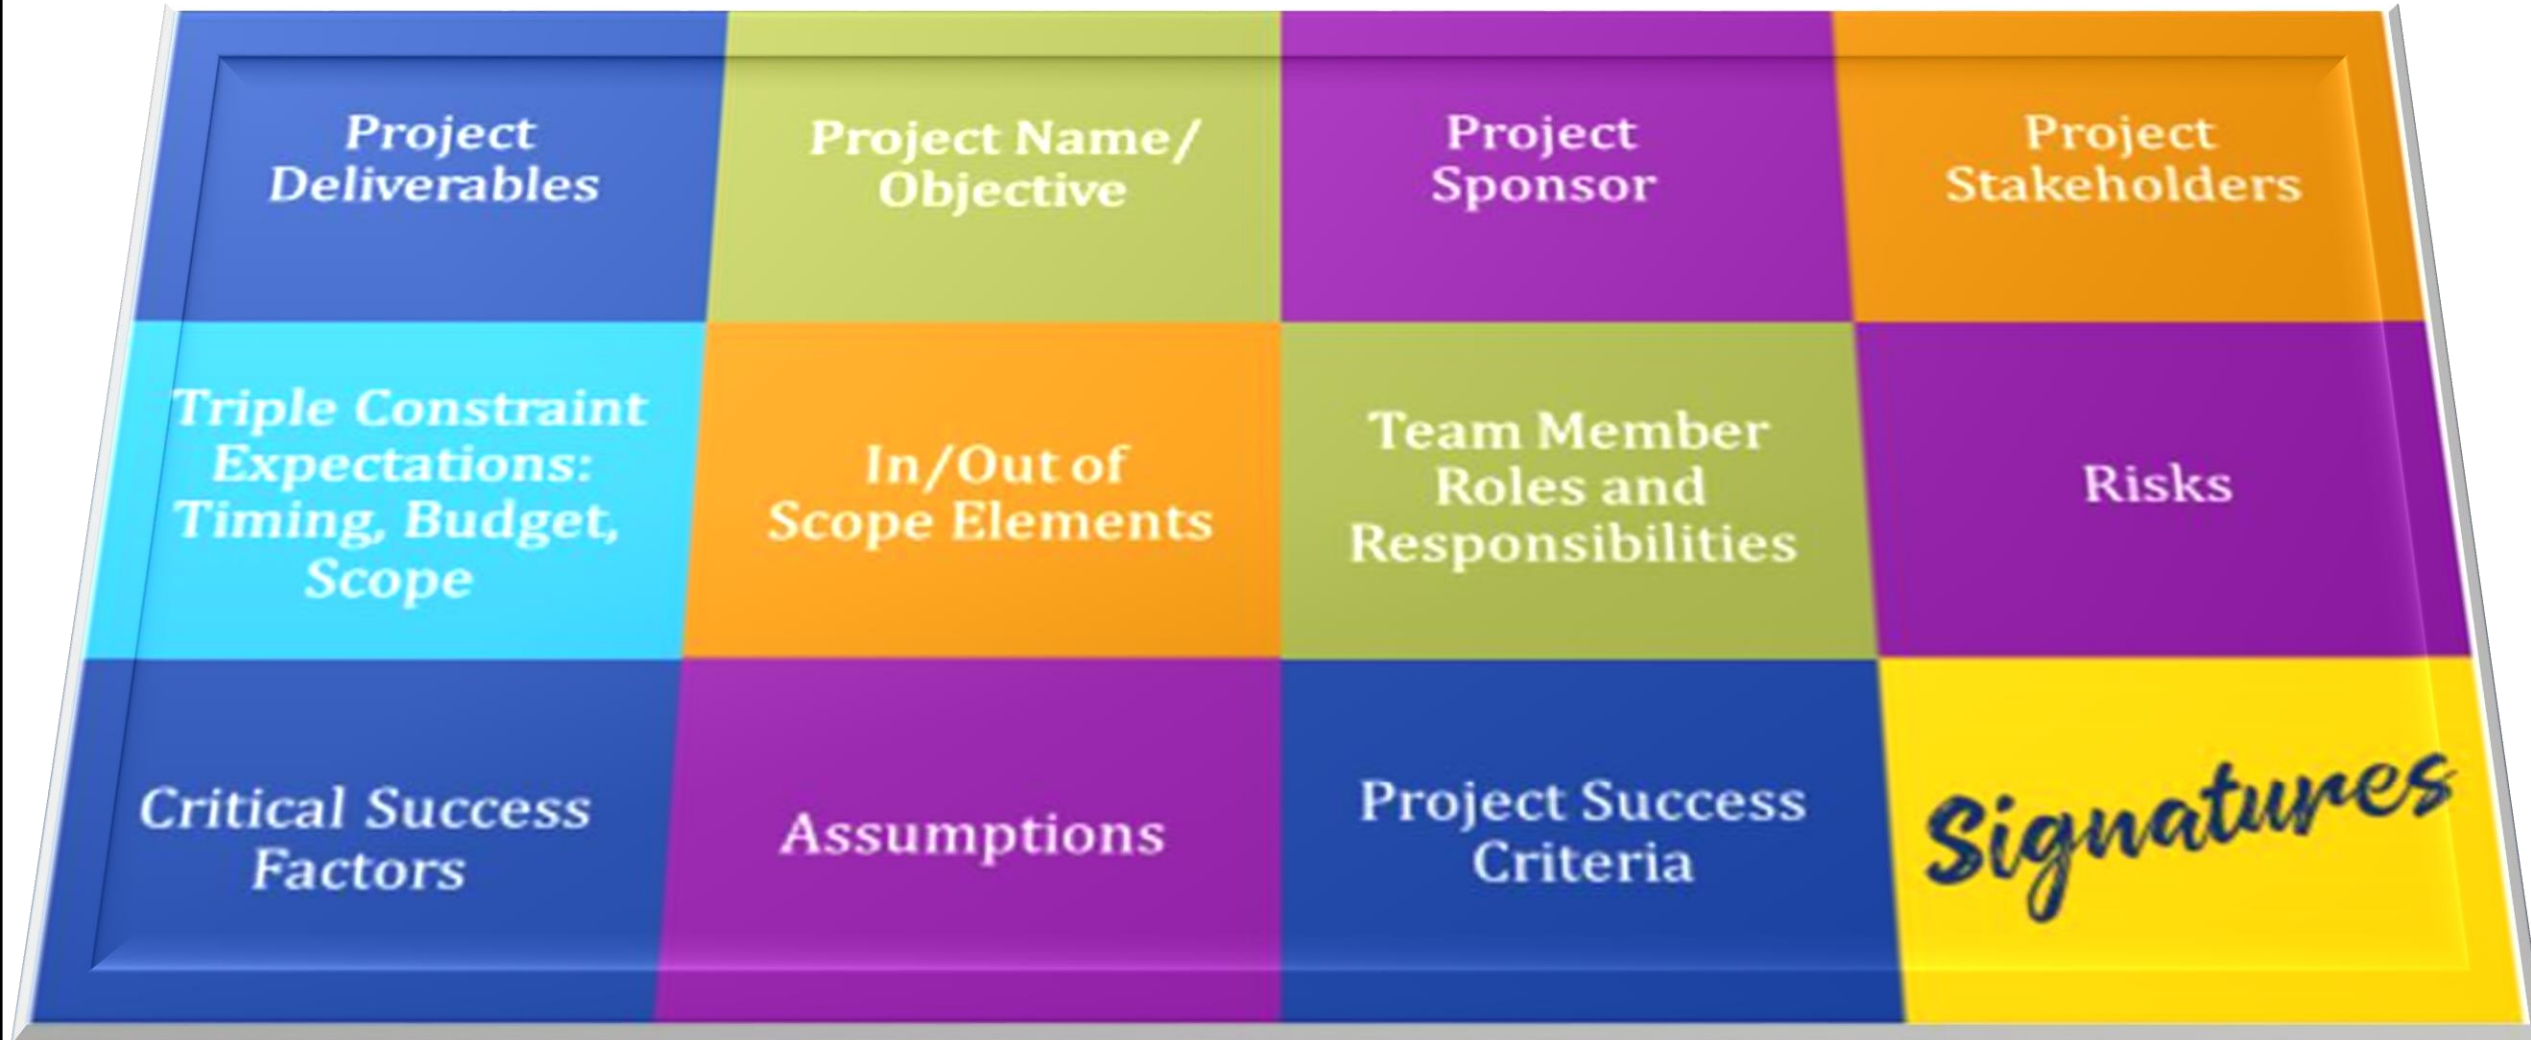 Project
Deliverables
Project Name/
Objective
Project
Sponsor
Project
Stakeholders
Triple Constraint
Expectations:
Timing, Budget,
Scope
In/Out of
Scope Elements
Team Member
Roles and
Responsibilities
Risks
Critical Success
Factors
Assumptions
Project Success
Criteria
Signatures